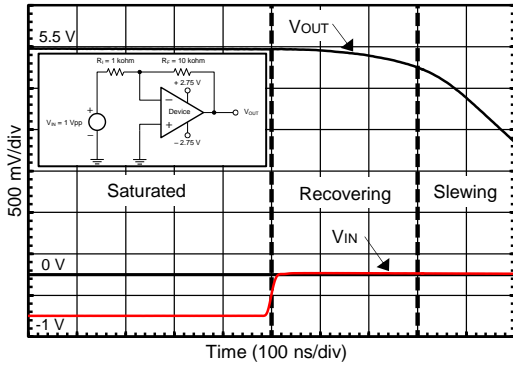 5.5 V
VOUT
RI = 1 kohm
RF = 10 kohm
+ 2.75 V
−
Device
+
VIN = 1 Vpp
+
−
VOUT
− 2.75 V
500 mV/div
Saturated
Recovering
Slewing
VIN
0 V
-1 V
Time (100 ns/div)